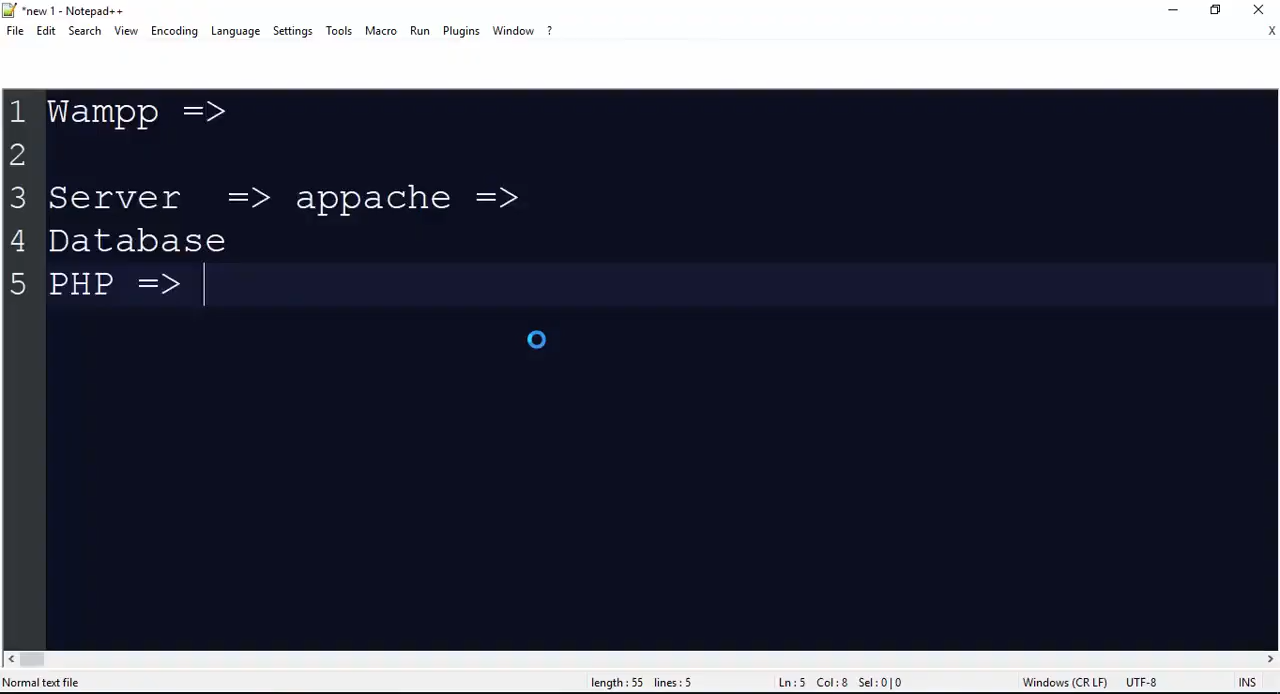 *new 1 - Notepad++
File Edit Search View Encoding Language Settings Tools Macro Run Plugins Window ? X
1 Wampp =>
2
3 Server  => appache =>
4 Database
5 PHP =>
Normal text file length : 55 lines : 5 Ln : 5 Col : 8 Sel : 0 | 0 Windows (CR LF) UTF-8 INS